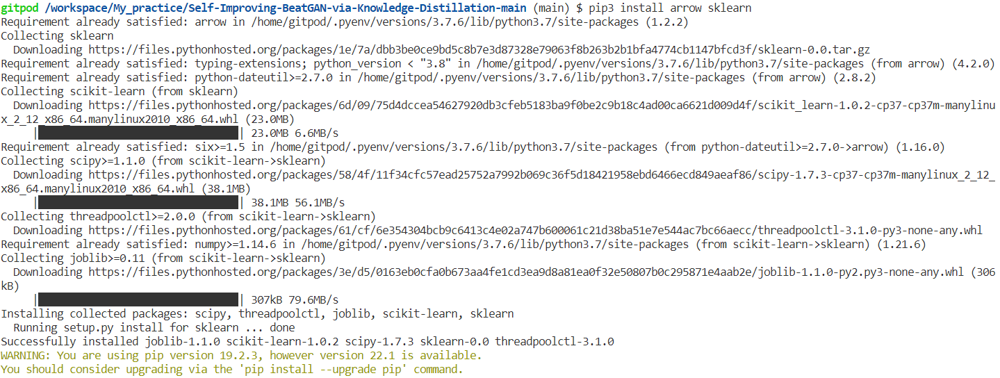 gitpod /workspace/My_practice/Self-Improving-BeatGAN-via-Knowledge-Distillation-main (main) $ pip3 install arrow sklearn
Requirement already satisfied: arrow in /home/gitpod/.pyenv/versions/3.7.6/lib/python3.7/site-packages (1.2.2)
Collecting sklearn
  Downloading https://files.pythonhosted.org/packages/1e/7a/dbb3be0ce9bd5c8b7e3d87328e79063f8b263b2b1bfa4774cb1147bfcd3f/sklearn-0.0.tar.gz
Requirement already satisfied: typing-extensions; python_version < "3.8" in /home/gitpod/.pyenv/versions/3.7.6/lib/python3.7/site-packages (from arrow) (4.2.0)
Requirement already satisfied: python-dateutil>=2.7.0 in /home/gitpod/.pyenv/versions/3.7.6/lib/python3.7/site-packages (from arrow) (2.8.2)
Collecting scikit-learn (from sklearn)
  Downloading https://files.pythonhosted.org/packages/6d/09/75d4dccea54627920db3cfeb5183ba9f0be2c9b18c4ad00ca6621d009d4f/scikit_learn-1.0.2-cp37-cp37m-manylinu
x_2_12_x86_64.manylinux2010_x86_64.whl (23.0MB)
     |████████████████████████████████| 23.0MB 6.6MB/s
Requirement already satisfied: six>=1.5 in /home/gitpod/.pyenv/versions/3.7.6/lib/python3.7/site-packages (from python-dateutil>=2.7.0->arrow) (1.16.0)
Collecting scipy>=1.1.0 (from scikit-learn->sklearn)
  Downloading https://files.pythonhosted.org/packages/58/4f/11f34cfc57ead25752a7992b069c36f5d18421958ebd6466ecd849aeaf86/scipy-1.7.3-cp37-cp37m-manylinux_2_12_
x86_64.manylinux2010_x86_64.whl (38.1MB)
     |████████████████████████████████| 38.1MB 56.1MB/s
Collecting threadpoolctl>=2.0.0 (from scikit-learn->sklearn)
  Downloading https://files.pythonhosted.org/packages/61/cf/6e354304bcb9c6413c4e02a747b600061c21d38ba51e7e544ac7bc66aecc/threadpoolctl-3.1.0-py3-none-any.whl
Requirement already satisfied: numpy>=1.14.6 in /home/gitpod/.pyenv/versions/3.7.6/lib/python3.7/site-packages (from scikit-learn->sklearn) (1.21.6)
Collecting joblib>=0.11 (from scikit-learn->sklearn)
  Downloading https://files.pythonhosted.org/packages/3e/d5/0163eb0cfa0b673aa4fe1cd3ea9d8a81ea0f32e50807b0c295871e4aab2e/joblib-1.1.0-py2.py3-none-any.whl (306
kB)
     |████████████████████████████████| 307kB 79.6MB/s
Installing collected packages: scipy, threadpoolctl, joblib, scikit-learn, sklearn
  Running setup.py install for sklearn ... done
Successfully installed joblib-1.1.0 scikit-learn-1.0.2 scipy-1.7.3 sklearn-0.0 threadpoolctl-3.1.0
WARNING: You are using pip version 19.2.3, however version 22.1 is available.
You should consider upgrading via the 'pip install --upgrade pip' command.